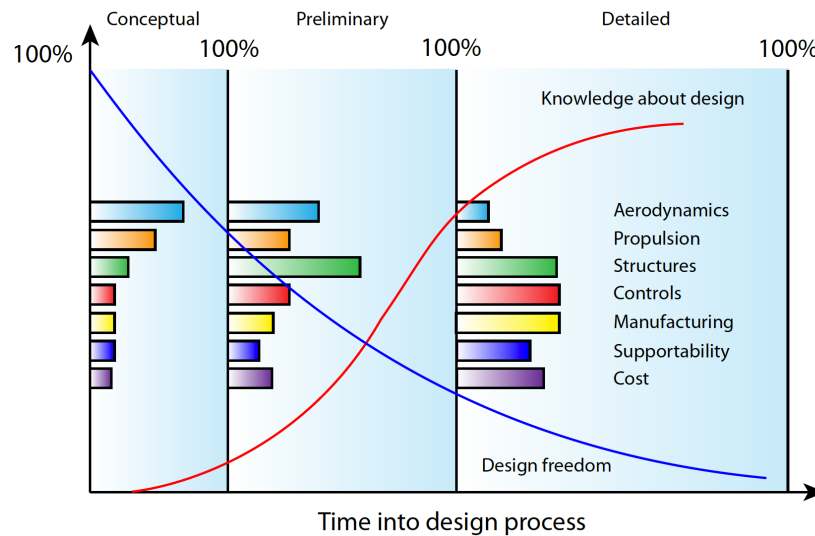 Conceptual
Preliminary
Detailed
100%
100%
100%
100%
Knowledge about design
Aerodynamics
Propulsion
Structures
Controls
Manufacturing
Supportability
Cost
Design freedom
Time into design process